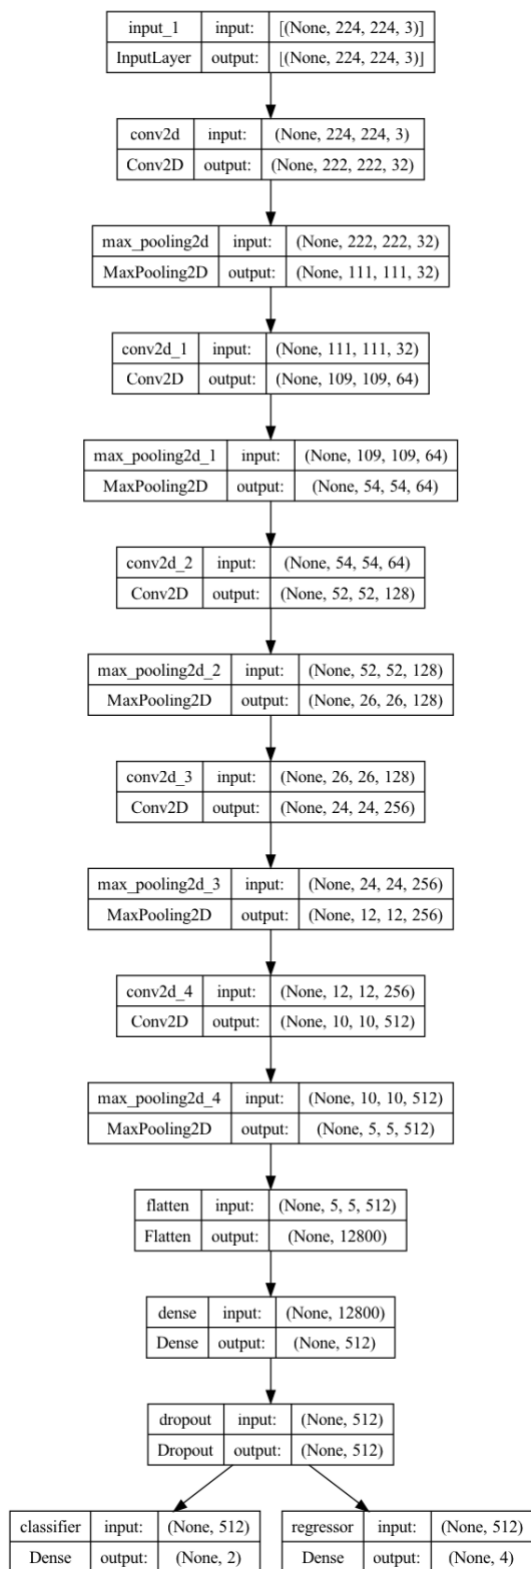 input_1 input: [(None, 224, 224, 3)]
InputLayer output: [(None, 224, 224, 3)]
conv2d input: (None, 224, 224, 3)
Conv2D output: (None, 222, 222, 32)
max_pooling2d input: (None, 222, 222, 32)
MaxPooling2D output: (None, 111, 111, 32)
conv2d_1 input: (None, 111, 111, 32)
Conv2D output: (None, 109, 109, 64)
max_pooling2d_1 input: (None, 109, 109, 64)
MaxPooling2D output: (None, 54, 54, 64)
conv2d_2 input: (None, 54, 54, 64)
Conv2D output: (None, 52, 52, 128)
max_pooling2d_2 input: (None, 52, 52, 128)
MaxPooling2D output: (None, 26, 26, 128)
conv2d_3 input: (None, 26, 26, 128)
Conv2D output: (None, 24, 24, 256)
max_pooling2d_3 input: (None, 24, 24, 256)
MaxPooling2D output: (None, 12, 12, 256)
conv2d_4 input: (None, 12, 12, 256)
Conv2D output: (None, 10, 10, 512)
max_pooling2d_4 input: (None, 10, 10, 512)
MaxPooling2D output: (None, 5, 5, 512)
flatten input: (None, 5, 5, 512)
Flatten output: (None, 12800)
dense input: (None, 12800)
Dense output: (None, 512)
dropout input: (None, 512)
Dropout output: (None, 512)
classifier input: (None, 512)
Dense output: (None, 2)
regressor input: (None, 512)
Dense output: (None, 4)